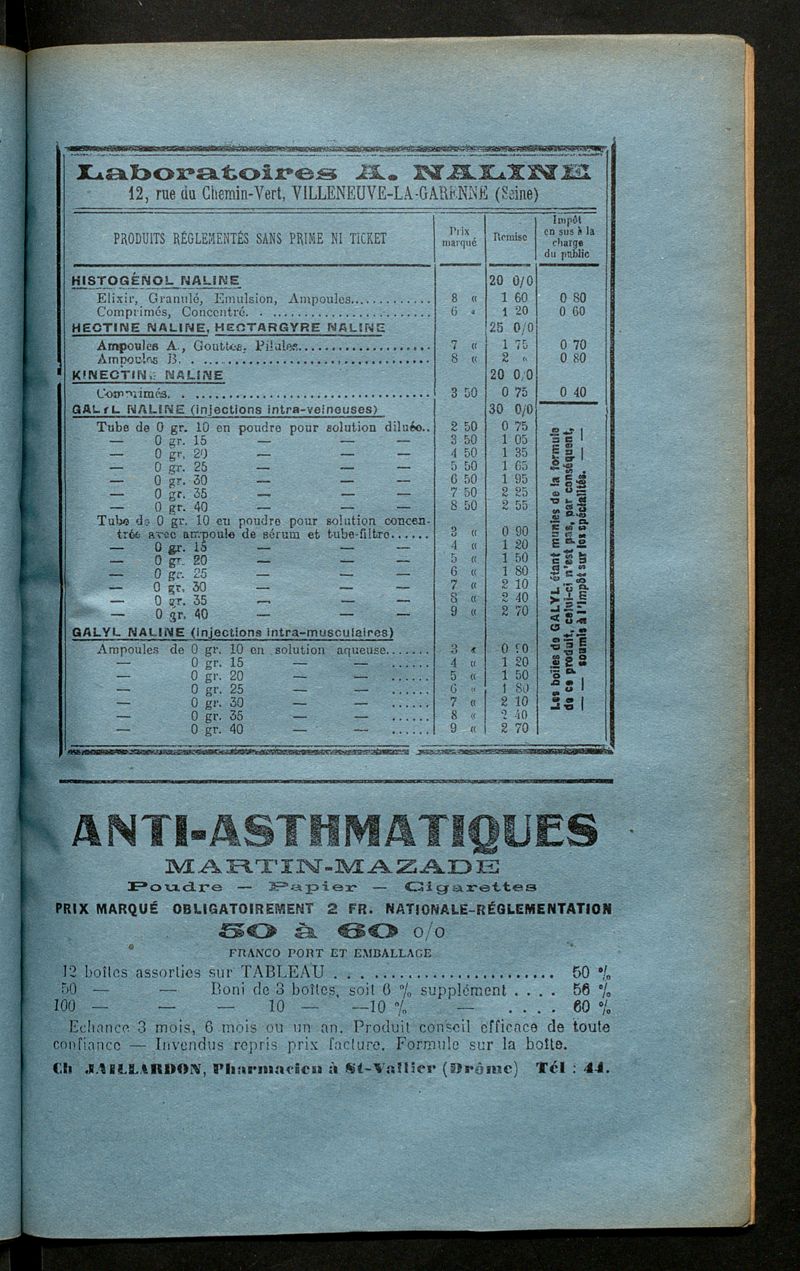 Laboratoires A. NALINE
12, rue du Chemin-Vert, VILLENEUVE-LA-GARENNE (Seine)
PRODUITS RÉGLEMENTÉS SANS PRIME NI TICKET Prix marqué Remise Impôt en sus à la charge du public
HISTOGÉNOL NALINE 20 0/0
Elixir, Granulé, Emulsion, Ampoules............. 8 « 1 60 0 80
Comprimés, Concentré. . ........................ 6 « 1 20 0 60
HECTINE NALINE, HECTARGYRE NALINE 25 0/0
Ampoules A., Gouttes, Pilules................... 7 « 1 75 0 70
Ampoules B. . .................................. 8 « 2 « 0 80
KINECTINE NALINE 20 0/0
Comprimés. . ................................... 3 50 0 75 0 40
GALYL NALINE (injections intra-veineuses) 30 0/0
Tube de 0 gr. 10 en poudre pour solution diluée.. 2 50 0 75
— 0 gr. 15 — — — 3 50 1 05
— 0 gr. 20 — — — 4 50 1 35
— 0 gr. 25 — — — 5 50 1 65
— 0 gr. 30 — — — 6 50 1 95
— 0 gr. 35 — — — 7 50 2 25
— 0 gr. 40 — — — 8 50 2 55
Tube de 0 gr. 10 en poudre pour solution concen-
trée avec ampoule de sérum et tube-filtre...... 3 « 0 90
— 0 gr. 15 — — — 4 « 1 20
— 0 gr. 20 — — — 5 « 1 50
— 0 gr. 25 — — — 6 « 1 80
— 0 gr. 30 — — — 7 « 2 10
— 0 gr. 35 — — — 8 « 2 40
— 0 gr. 40 — — — 9 « 2 70
GALYL NALINE (injections intra-musculaires)
Ampoules de 0 gr. 10 en solution aqueuse....... 3 « 0 90
— 0 gr. 15 — — ...... 4 « 1 20
— 0 gr. 20 — — ...... 5 « 1 50
— 0 gr. 25 — — ...... 6 « 1 80
— 0 gr. 30 — — ...... 7 « 2 10
— 0 gr. 35 — — ...... 8 « 2 40
— 0 gr. 40 — — ...... 9 « 2 70
Les boîtes de GALYL étant munies de la formule
de ce produit, celui-ci n'est pas, par conséquent,
— — soumis à l'impôt sur les spécialités. — —
ANTI-ASTHMATIQUES
MARTIN-MAZADE
Poudre — Papier — Cigarettes
PRIX MARQUÉ OBLIGATOIREMENT 2 FR. NATIONALE-RÉGLEMENTATION
50 à 60 o/o
FRANCO PORT ET EMBALLAGE
12 boîtes assorties sur TABLEAU . . . . . . . . . . . . . . . . . . . . . . 50 %
50 — — Boni de 3 boîtes, soit 6 % supplément . . . . 56 %
100 — — — 10 — —10 % — . . . . . 60 %
Echance 3 mois, 6 mois ou un an. Produit conseil efficace de toute
confiance — Invendus repris prix facture. Formule sur la boîte.
Ch JAILLARDON, Pharmacien à St-Vallier (Drôme) Tél : 44.